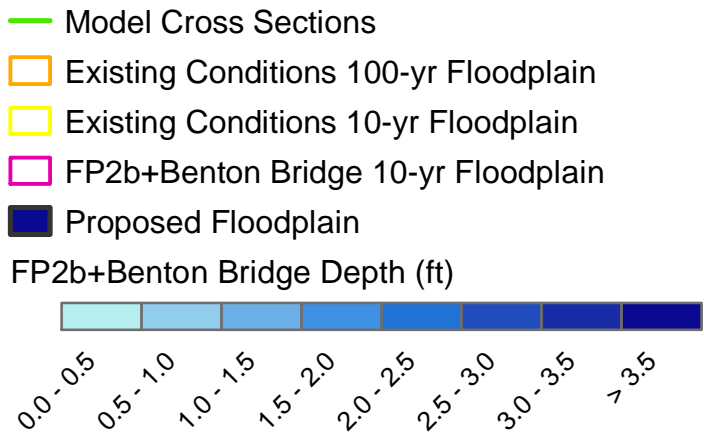 Model Cross Sections
Existing Conditions 100-yr Floodplain
Existing Conditions 10-yr Floodplain
FP2b+Benton Bridge 10-yr Floodplain
Proposed Floodplain
FP2b+Benton Bridge Depth (ft)
0.0 - 0.5
0.5 - 1.0
1.0 - 1.5
1.5 - 2.0
2.0 - 2.5
2.5 - 3.0
3.0 - 3.5
> 3.5